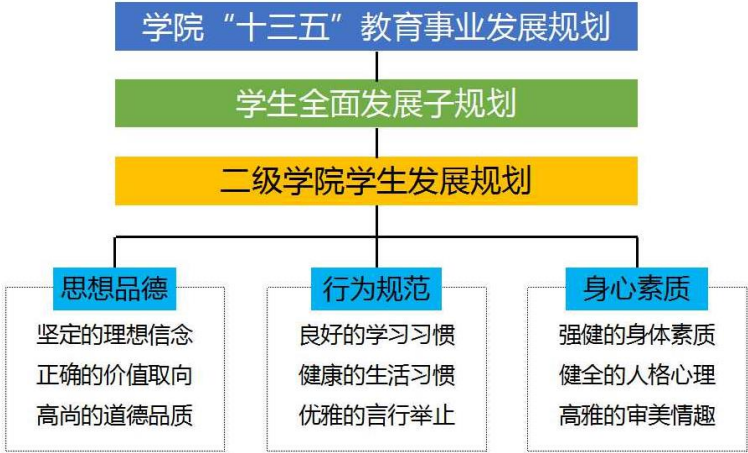 学院“十三五”教育事业发展规划
学生全面发展子规划
二级学院学生发展规划
思想品德
坚定的理想信念
正确的价值取向
高尚的道德品质
行为规范
良好的学习习惯
健康的生活习惯
优雅的言行举止
身心素质
强健的身体素质
健全的人格心理
高雅的审美情趣